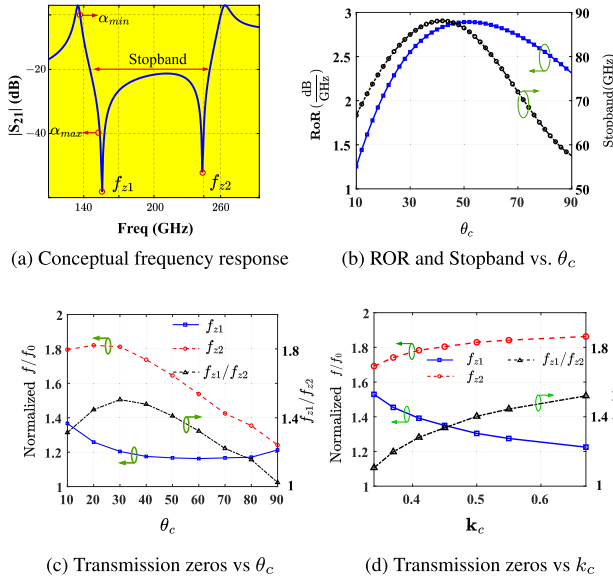 |S21| (dB)
−20
−40
αmin
αmax
Stopband
fz1
fz2
140
200
260
Freq (GHz)
(a) Conceptual frequency response
RoR (dB/GHz)
3
2.5
2
1.5
1
90
80
70
60
50
Stopband(GHz)
10
30
50
70
90
θc
(b) ROR and Stopband vs. θc
Normalized f/f0
2
1.8
1.6
1.4
1.2
1
fz1
fz2
fz1/fz2
1.8
1.4
1
fz1/fz2
10 20 30 40 50 60 70 80 90
θc
(c) Transmission zeros vs θc
Normalized f/f0
2
1.8
1.6
1.4
1.2
1
fz1
fz2
fz1/fz2
1.8
1.4
1
fz1/fz2
0.4
0.5
0.6
kc
(d) Transmission zeros vs kc